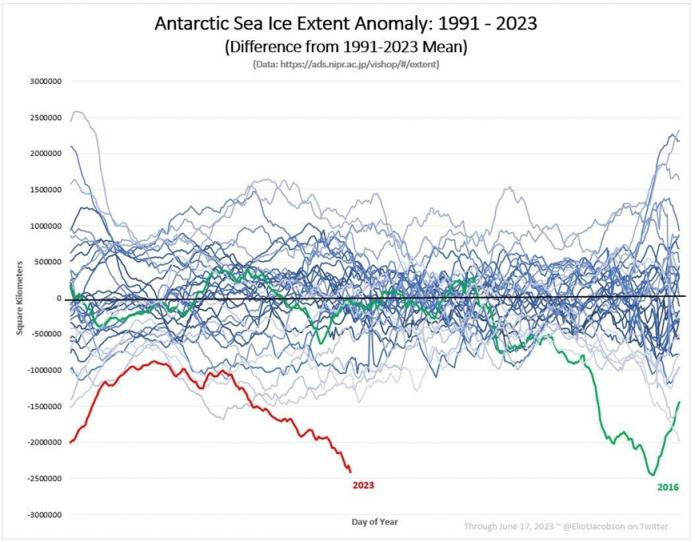 Antarctic Sea Ice Extent Anomaly: 1991 - 2023
(Difference from 1991-2023 Mean)
(Data: https://ads.nipr.ac.jp/vishop/#/extent)
3000000
2500000
2000000
1500000
1000000
500000
0
-500000
-1000000
-1500000
-2000000
-2500000
-3000000
Square Kilometers
2023
2016
Day of Year
Through June 17, 2023 ~ @EliotJacobson on Twitter